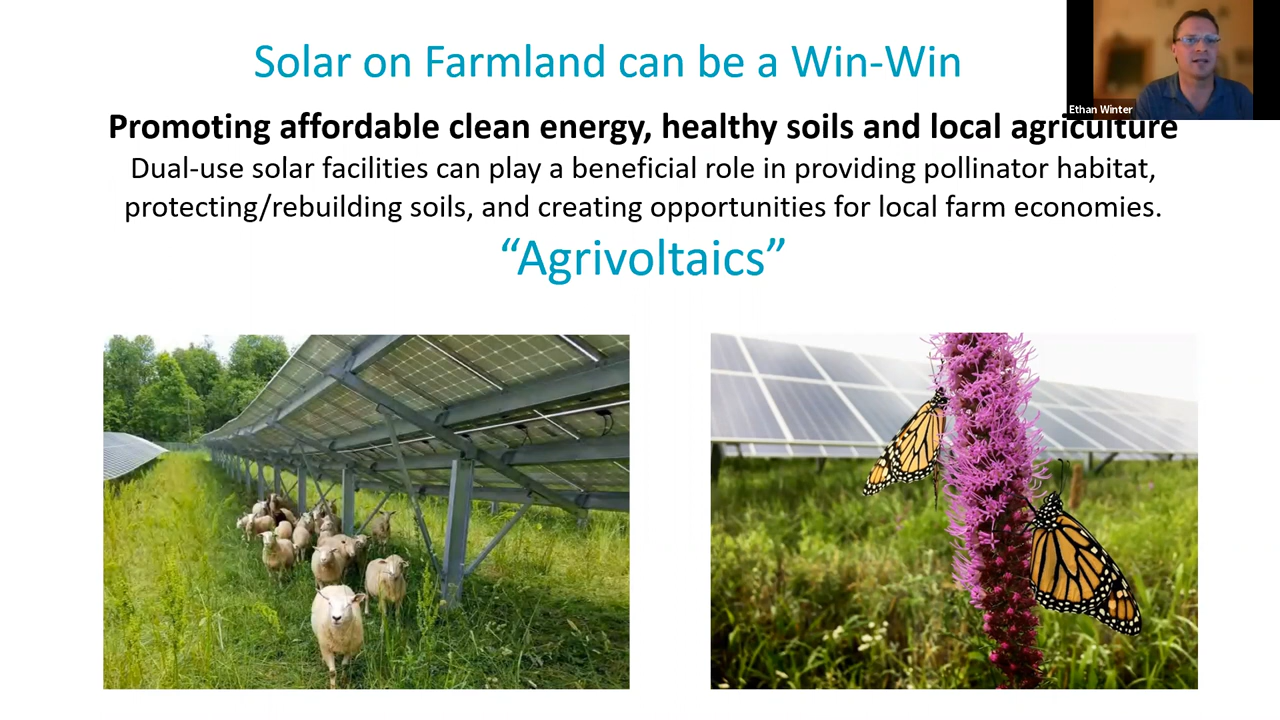 Solar on Farmland can be a Win-Win
Ethan Winter
Promoting affordable clean energy, healthy soils and local agriculture
Dual-use solar facilities can play a beneficial role in providing pollinator habitat,
protecting/rebuilding soils, and creating opportunities for local farm economies.
“Agrivoltaics”